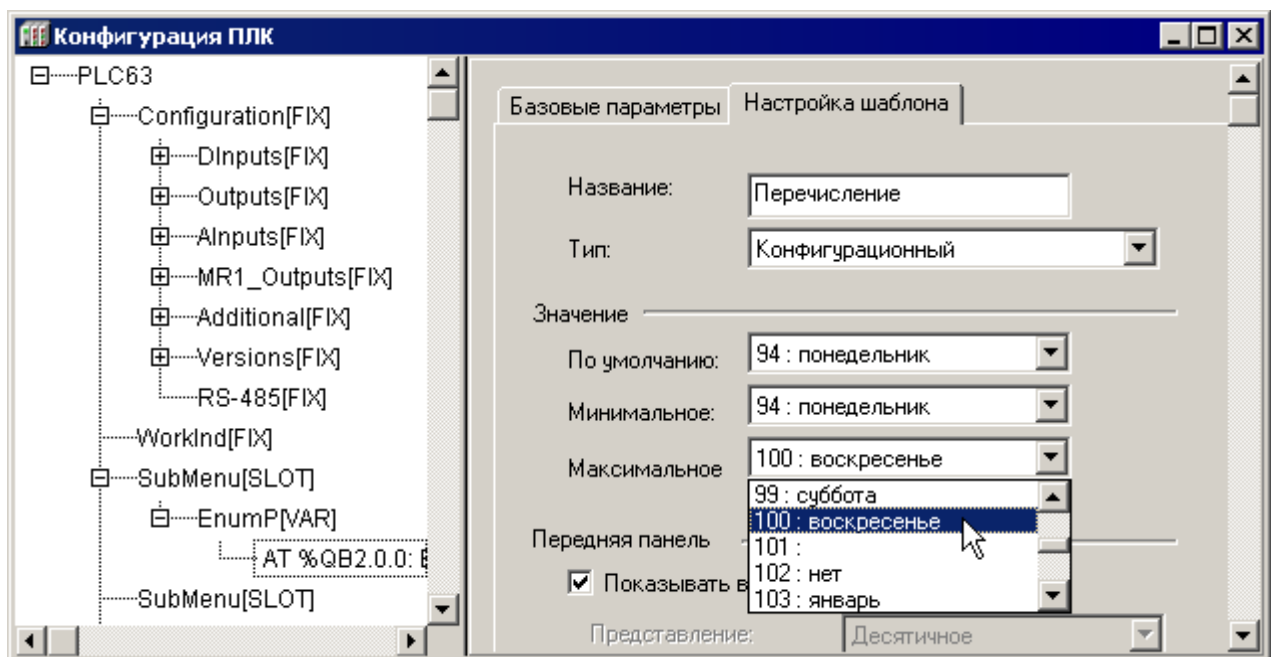 Конфигурация ПЛК
PLC63
Configuration[FIX]
DInputs[FIX]
Outputs[FIX]
AInputs[FIX]
MR1_Outputs[FIX]
Additional[FIX]
Versions[FIX]
RS-485[FIX]
WorkInd[FIX]
SubMenu[SLOT]
EnumP[VAR]
AT %QB2.0.0:
SubMenu[SLOT]
Базовые параметры
Настройка шаблона
Название: Перечисление
Тип: Конфигурационный
Значение
По умолчанию: 94 : понедельник
Минимальное: 94 : понедельник
Максимальное 100 : воскресенье
99 : суббота
100 : воскресенье
101 :
102 : нет
103 : январь
Передняя панель
Показывать в
Представление: Десятичное